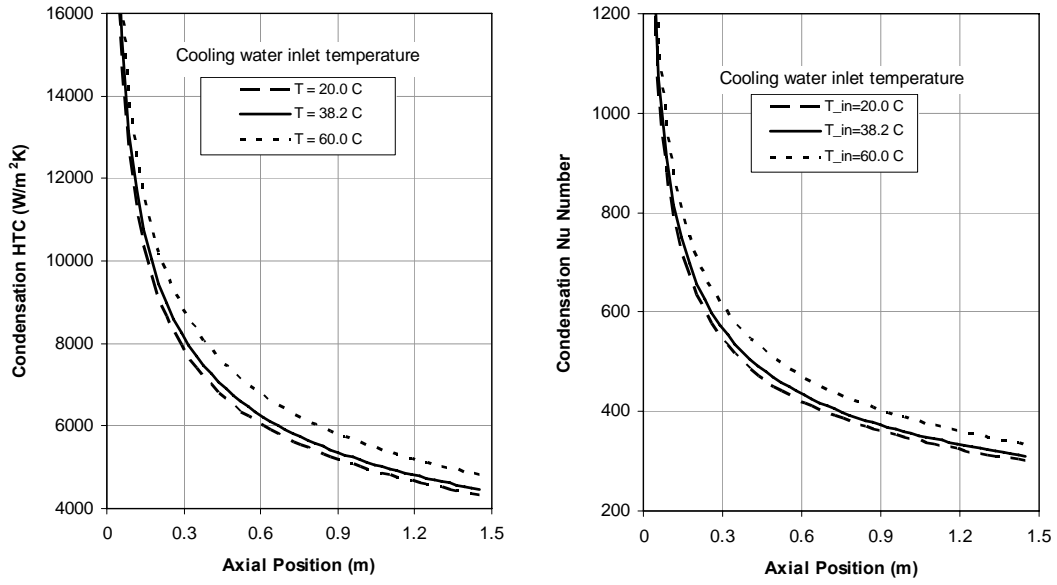 16000
14000
12000
10000
8000
6000
4000
Condensation HTC (W/m²K)
Cooling water inlet temperature
T = 20.0 C
T = 38.2 C
T = 60.0 C
0 0.3 0.6 0.9 1.2 1.5
Axial Position (m)
1200
1000
800
600
400
200
Condensation Nu Number
Cooling water inlet temperature
T_in=20.0 C
T_in=38.2 C
T_in=60.0 C
0 0.3 0.6 0.9 1.2 1.5
Axial Position (m)